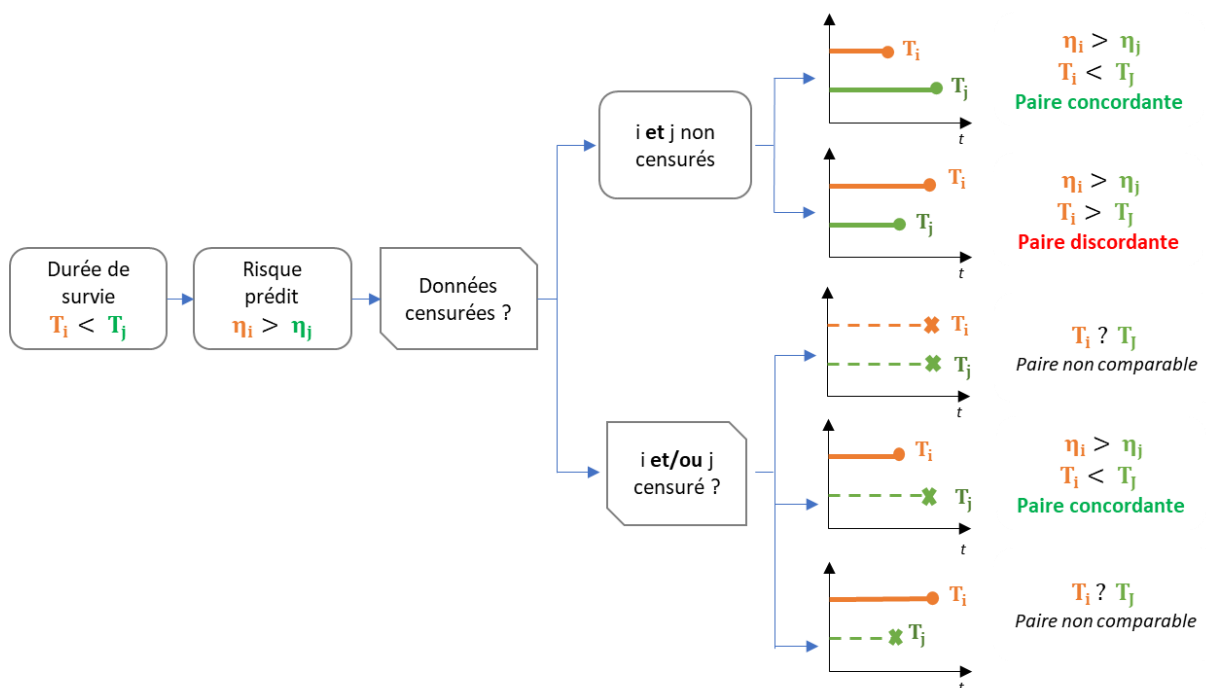 Durée de
survie
Ti < Tj
Risque
prédit
ηi > ηj
Données
censurées ?
i et j non
censurés
i et/ou j
censuré ?
Ti
Tj
t
ηi > ηj
Ti < TJ
Paire concordante
Ti
Tj
t
ηi > ηj
Ti > TJ
Paire discordante
Ti
Tj
t
Ti ? TJ
Paire non comparable
Ti
Tj
t
ηi > ηj
Ti < TJ
Paire concordante
Ti
Tj
t
Ti ? TJ
Paire non comparable